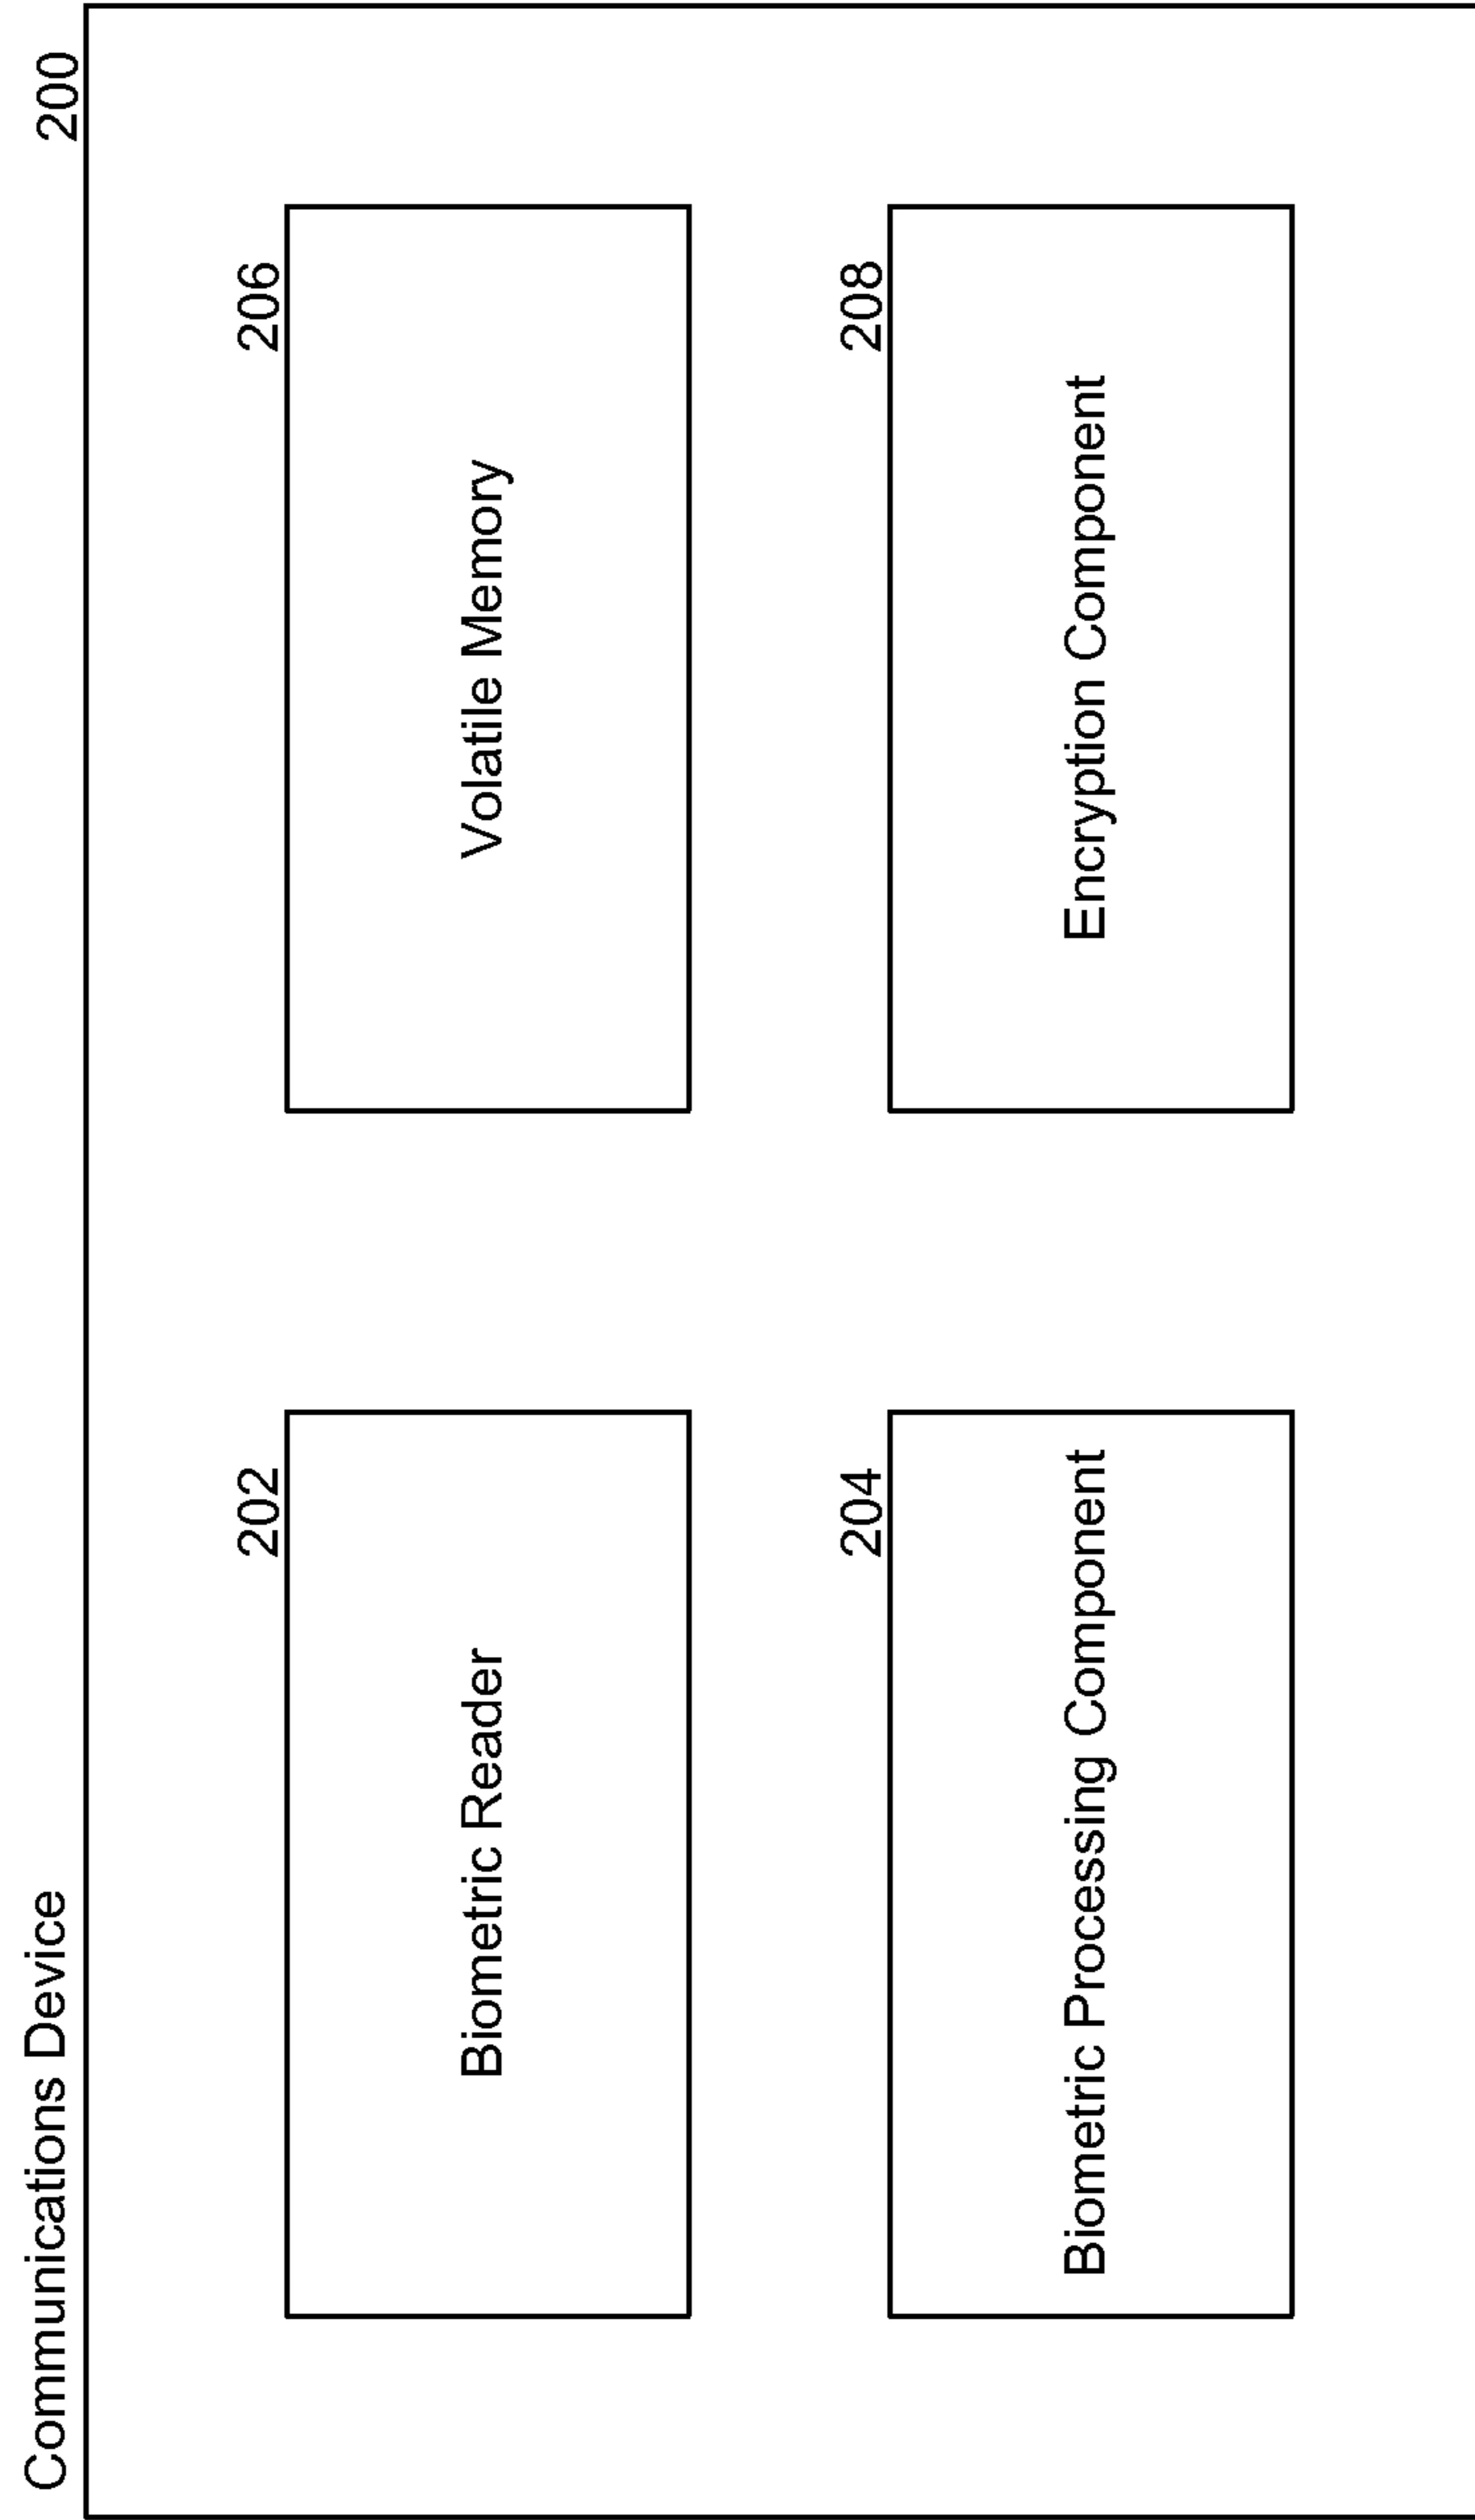 Communications Device
200
202
Biometric Reader
206
Volatile Memory
204
Biometric Processing Component
208
Encryption Component